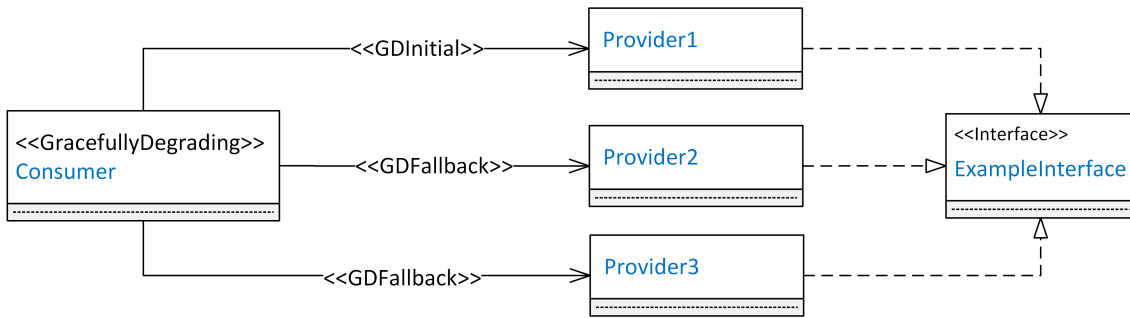 <<GDInitial>>
Provider1
<<GracefullyDegrading>>
Consumer
<<GDFallback>>
Provider2
<<Interface>>
ExampleInterface
<<GDFallback>>
Provider3